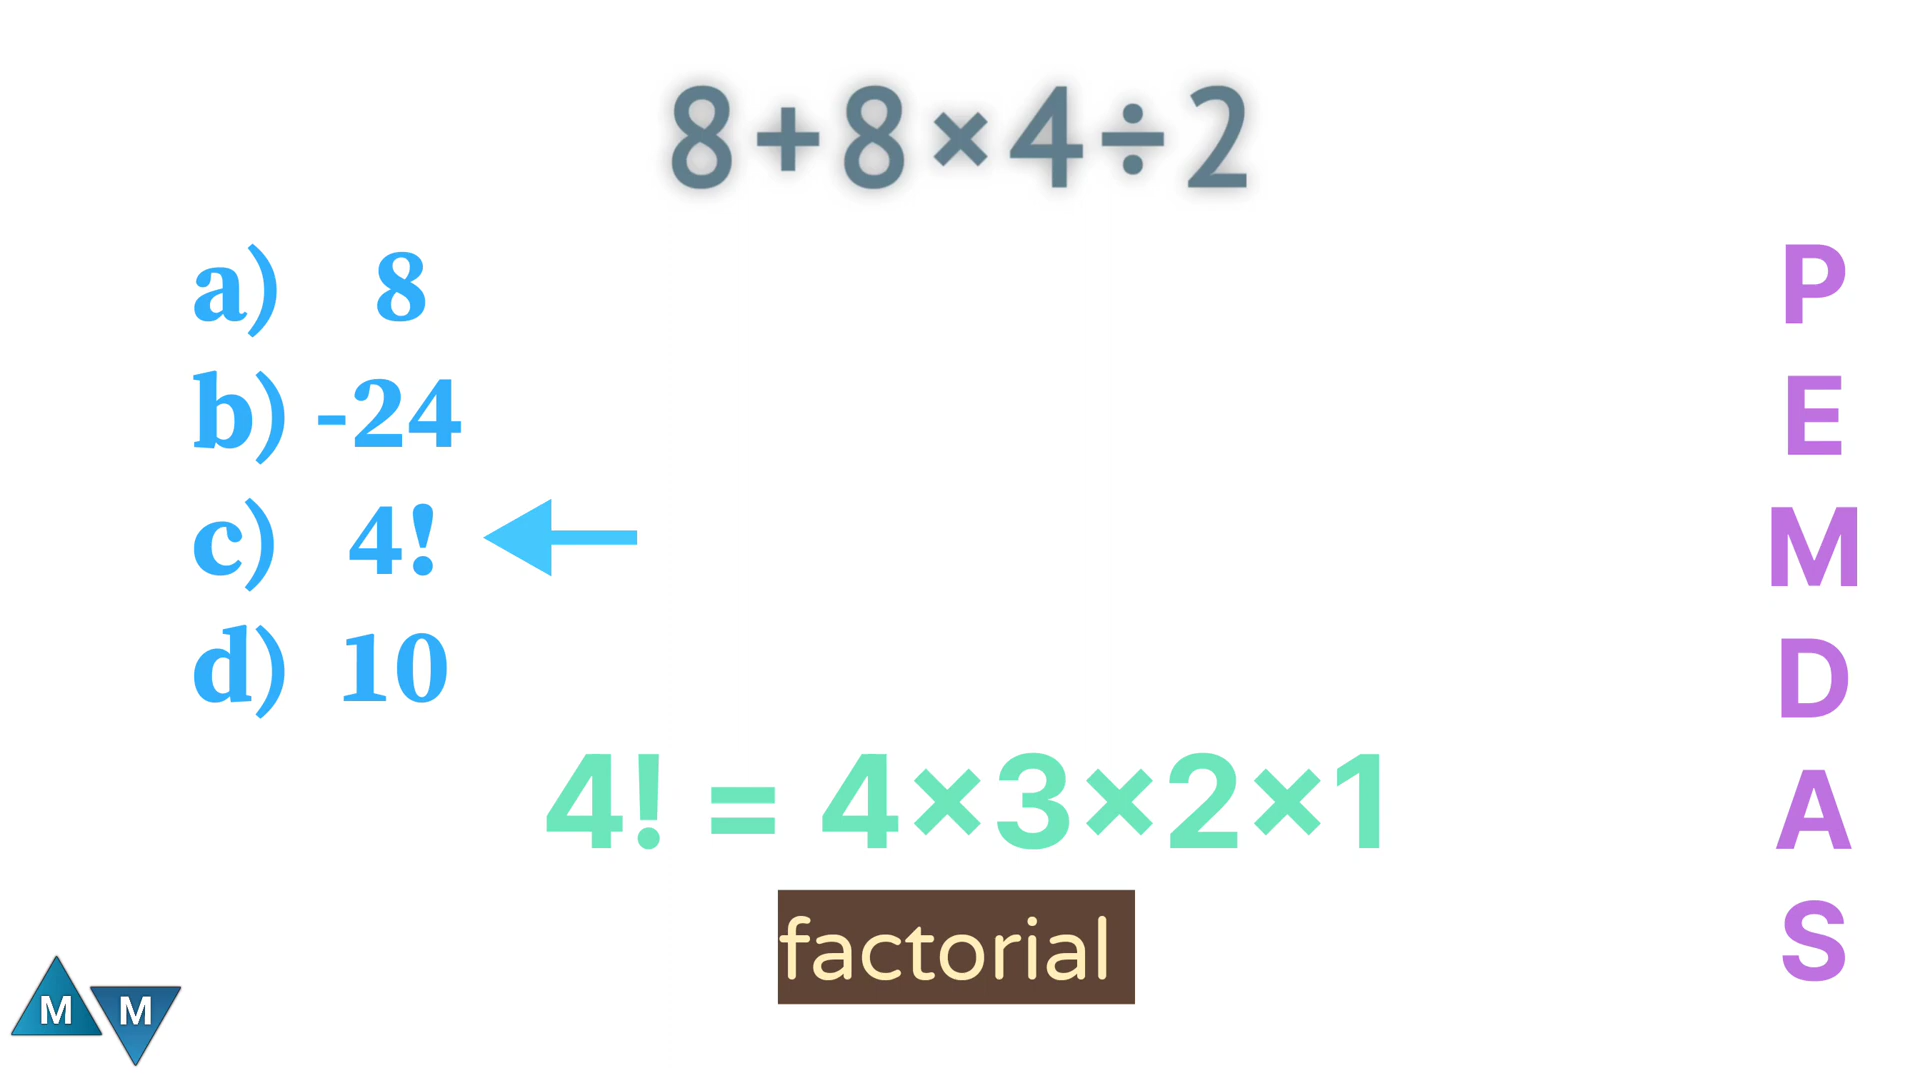 8+8×4÷2
a) 8
b) -24
c) 4!
d) 10
P
E
M
D
A
S
4! = 4×3×2×1
factorial
M M